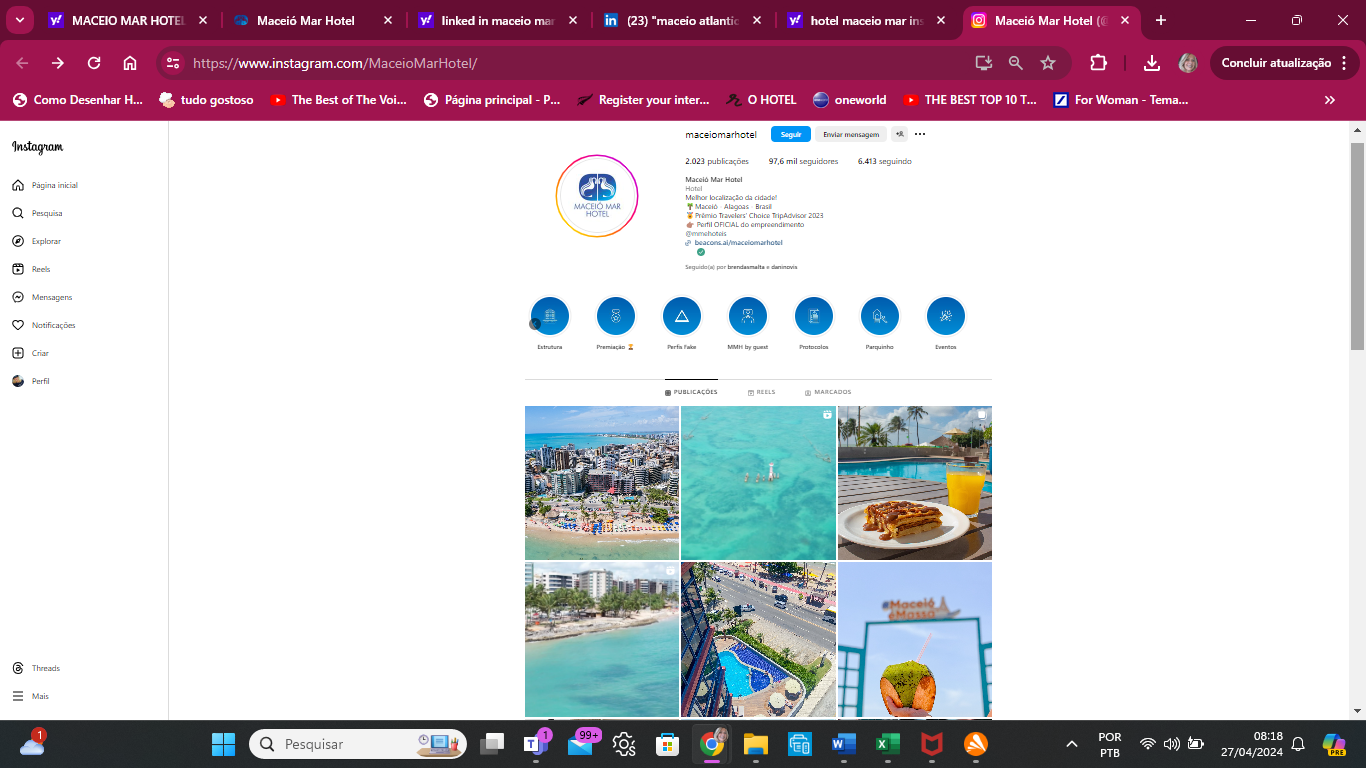 MACEIO MAR HOTEL
Maceió Mar Hotel
linked in maceio mar
(23) "maceio atlantic
hotel maceio mar ins
Maceió Mar Hotel (@
https://www.instagram.com/MaceioMarHotel/
Concluir atualização
Como Desenhar H...
tudo gostoso
The Best of The Voi...
Página principal - P...
Register your inter...
O HOTEL
oneworld
THE BEST TOP 10 T...
For Woman - Tema...
Instagram
Página inicial
Pesquisa
Explorar
Reels
Mensagens
Notificações
Criar
Perfil
Threads
Mais
maceiomarhotel
Seguir
Enviar mensagem
2.023 publicações
97,6 mil seguidores
6.413 seguindo
MACEIÓ MAR
HOTEL
Maceió Mar Hotel
Hotel
Melhor localização da cidade!
Maceió · Alagoas · Brasil
Prêmio Travelers' Choice TripAdvisor 2023
Perfil OFICIAL do empreendimento
@mmehoteis
beacons.ai/maceiomarhotel
Seguido(a) por brendasmalta e daninovis
Estrutura
Premiação
Perfis Fake
MMH by guest
Protocolos
Parquinho
Eventos
PUBLICAÇÕES
REELS
MARCADOS
#Maceió
éMassa
1
Pesquisar
1
99+
POR
PTB
08:18
27/04/2024
PRE